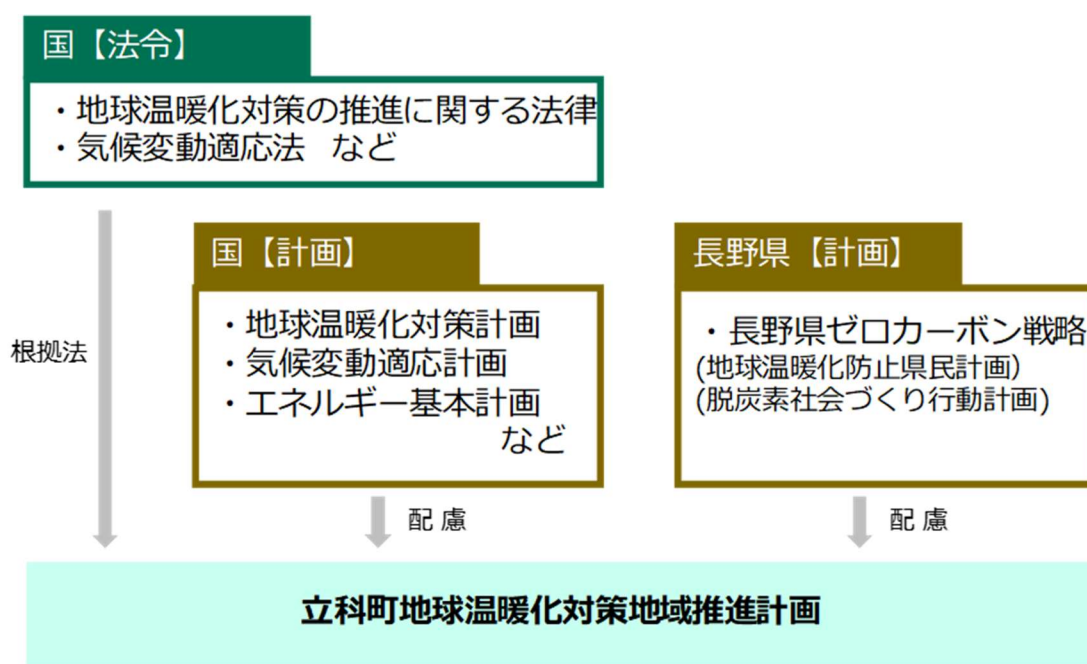 国【法令】
・地球温暖化対策の推進に関する法律
・気候変動適応法 など
国【計画】
・地球温暖化対策計画
・気候変動適応計画
・エネルギー基本計画
など
長野県【計画】
・長野県ゼロカーボン戦略
(地球温暖化防止県民計画)
(脱炭素社会づくり行動計画)
根拠法
配慮
配慮
立科町地球温暖化対策地域推進計画